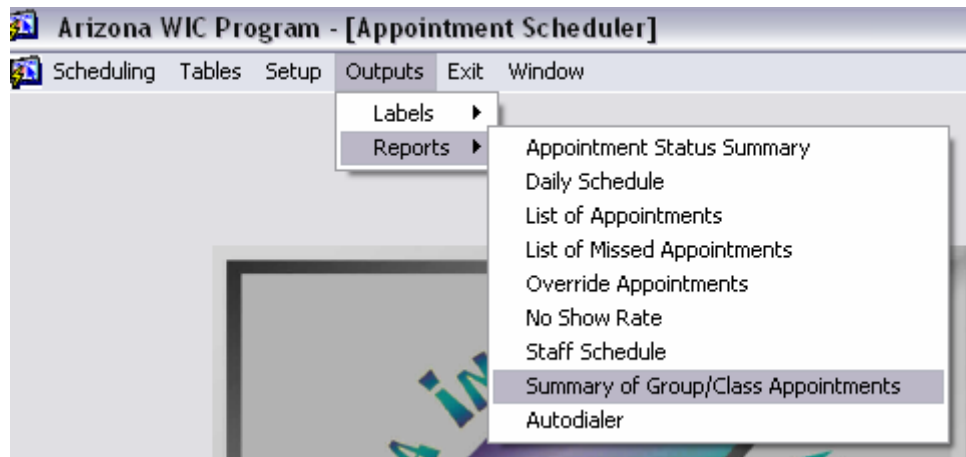 Arizona WIC Program - [Appointment Scheduler]
Scheduling Tables Setup Outputs Exit Window
Labels
Reports
Appointment Status Summary
Daily Schedule
List of Appointments
List of Missed Appointments
Override Appointments
No Show Rate
Staff Schedule
Summary of Group/Class Appointments
Autodialer